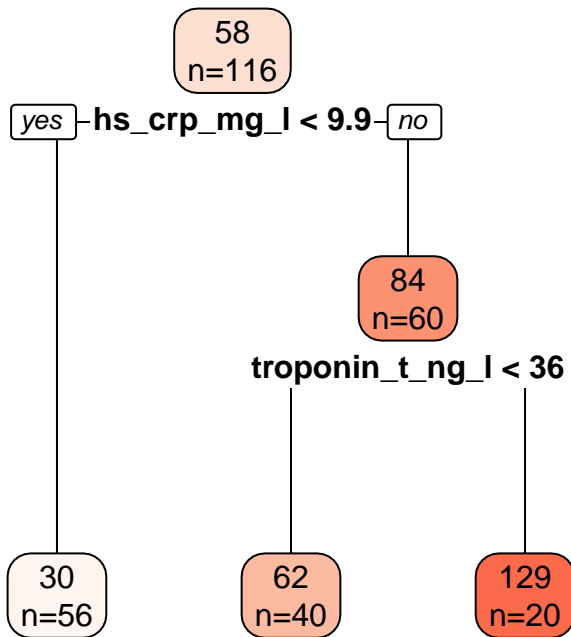 58
n=116
yes hs_crp_mg_l < 9.9 no
84
n=60
troponin_t_ng_l < 36
30
n=56
62
n=40
129
n=20